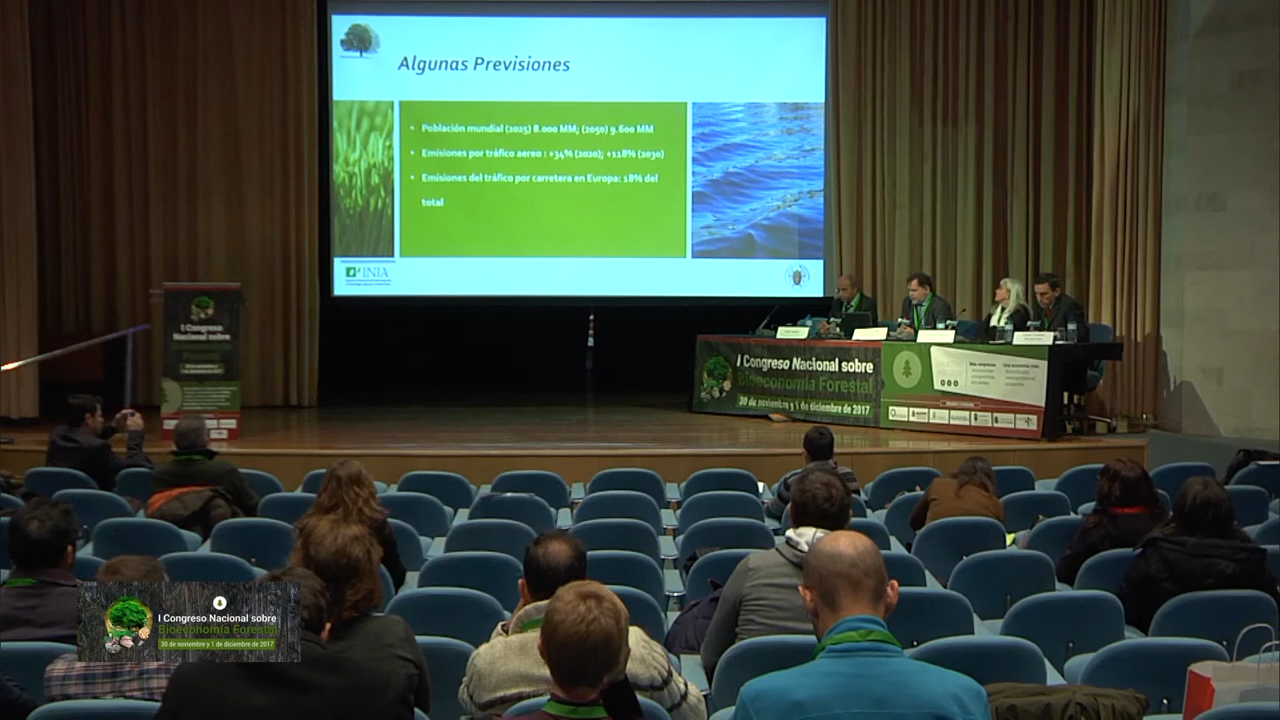 Algunas Previsiones
• Población mundial (2025) 8.000 MM; (2050) 9.600 MM
• Emisiones por tráfico aereo : +34% (2020); +118% (2030)
• Emisiones del tráfico por carretera en Europa: 18% del
total
INIA
I Congreso
Nacional sobre
I Congreso Nacional sobre
Bioeconomía Forestal
30 de noviembre y 1 de diciembre de 2017
I Congreso Nacional sobre
Bioeconomía Forestal
30 de noviembre y 1 de diciembre de 2017